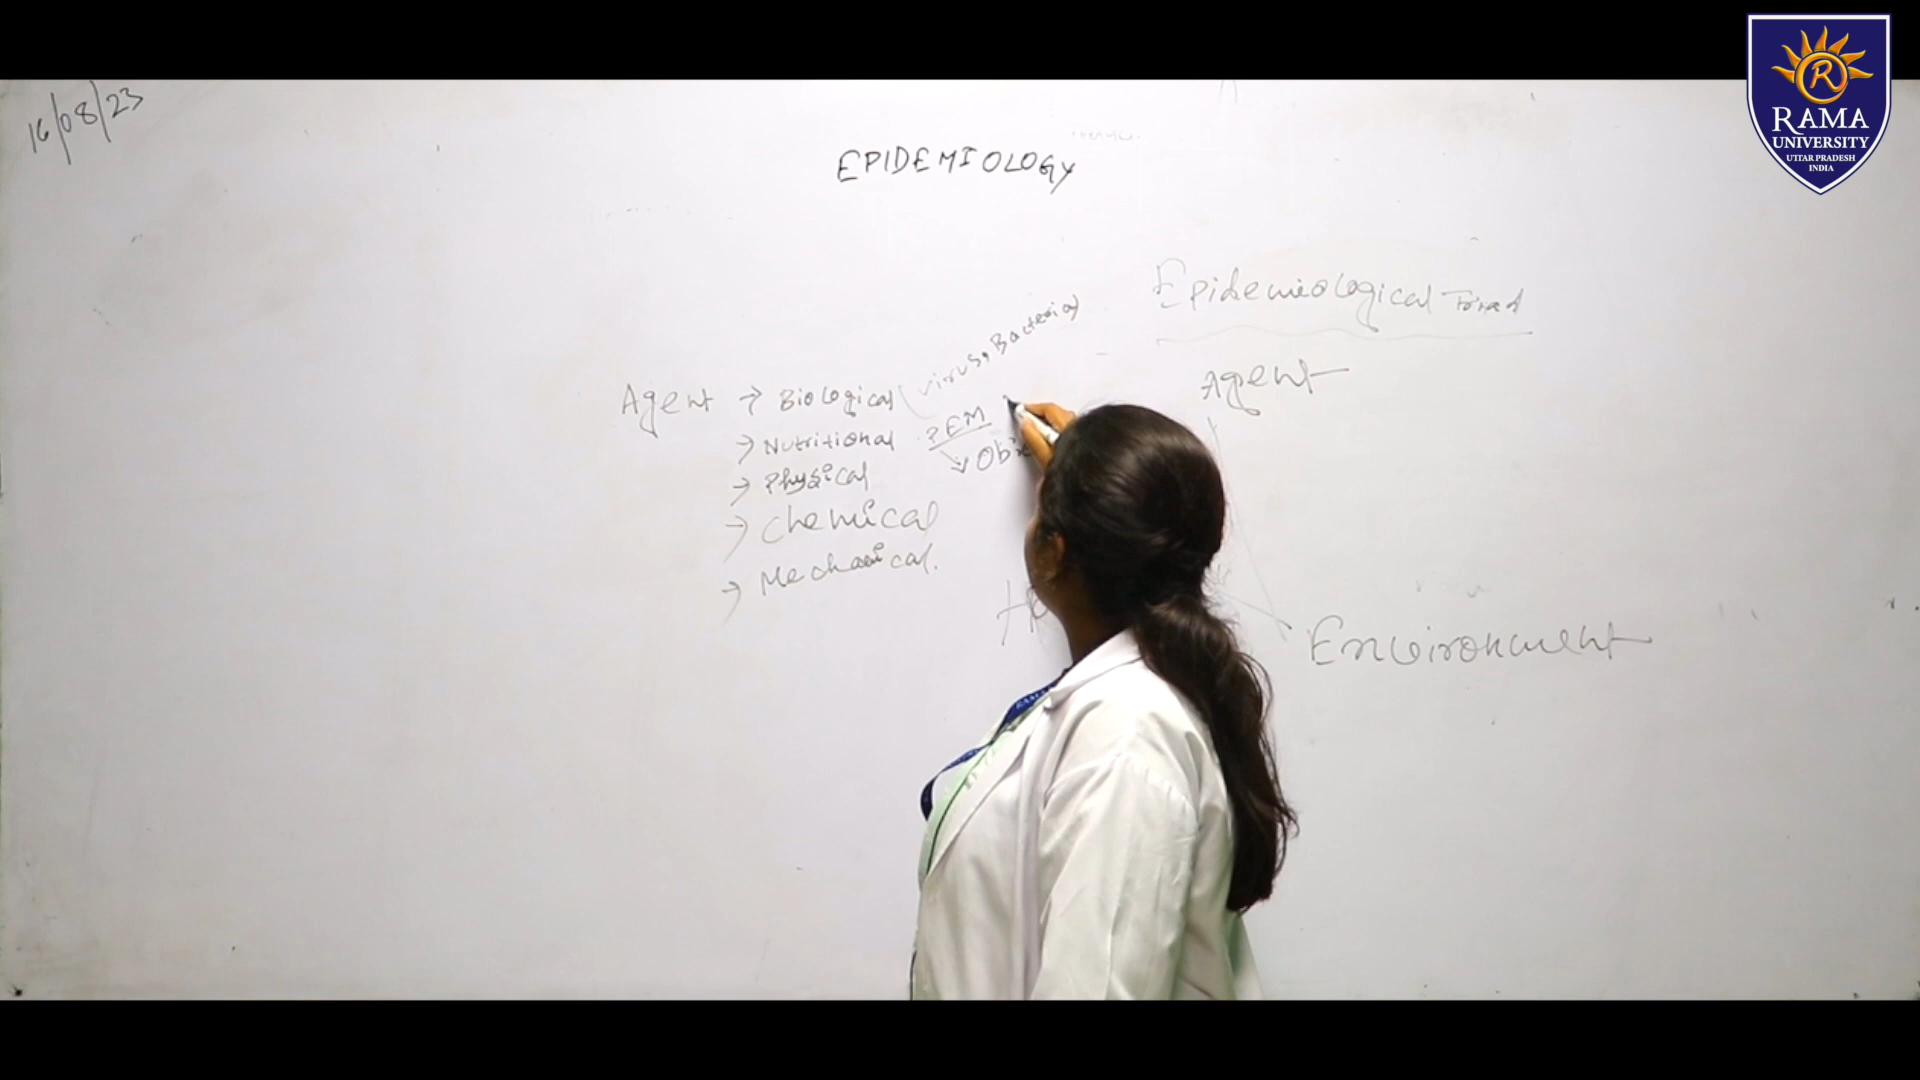 16/08/23
EPIDEMIOLOGY
RAMA
UNIVERSITY
UTTAR PRADESH
INDIA
Epidemiological Triad
Agent
Agent → Biological (virus, Bacterial
→ Nutritional PEM
→ Physical
→ Chemical
→ Mechanical.
Environment